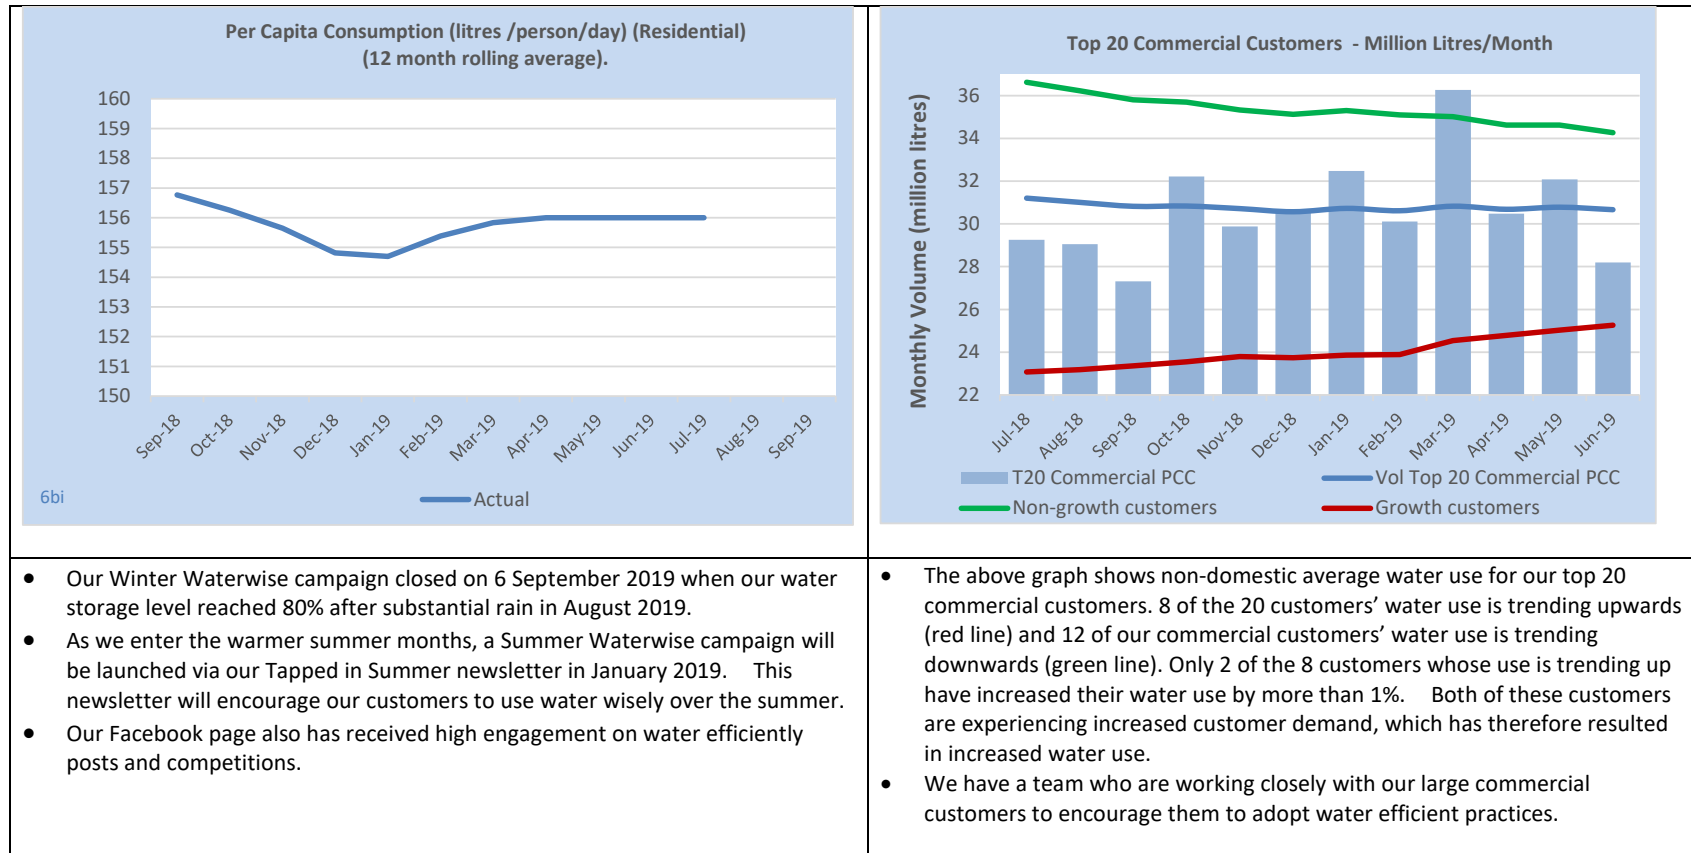 Per Capita Consumption (litres /person/day) (Residential)
(12 month rolling average).
160
159
158
157
156
155
154
153
152
151
150
Sep-18
Oct-18
Nov-18
Dec-18
Jan-19
Feb-19
Mar-19
Apr-19
May-19
Jun-19
Jul-19
Aug-19
Sep-19
6bi
Actual
Top 20 Commercial Customers - Million Litres/Month
Monthly Volume (million litres)
36
34
32
30
28
26
24
22
Jul-18
Aug-18
Sep-18
Oct-18
Nov-18
Dec-18
Jan-19
Feb-19
Mar-19
Apr-19
May-19
Jun-19
T20 Commercial PCC
Vol Top 20 Commercial PCC
Non-growth customers
Growth customers
• Our Winter Waterwise campaign closed on 6 September 2019 when our water
storage level reached 80% after substantial rain in August 2019.
• As we enter the warmer summer months, a Summer Waterwise campaign will
be launched via our Tapped in Summer newsletter in January 2019. This
newsletter will encourage our customers to use water wisely over the summer.
• Our Facebook page also has received high engagement on water efficiently
posts and competitions.
• The above graph shows non-domestic average water use for our top 20
commercial customers. 8 of the 20 customers’ water use is trending upwards
(red line) and 12 of our commercial customers’ water use is trending
downwards (green line). Only 2 of the 8 customers whose use is trending up
have increased their water use by more than 1%. Both of these customers
are experiencing increased customer demand, which has therefore resulted
in increased water use.
• We have a team who are working closely with our large commercial
customers to encourage them to adopt water efficient practices.